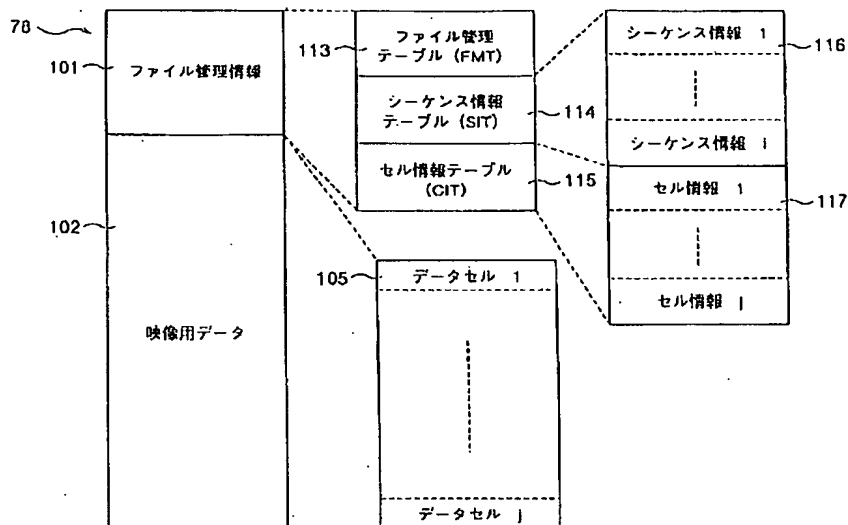 78
101
ファイル管理情報
102
映像用データ
113
ファイル管理
テーブル (FMT)
シーケンス情報
テーブル (SIT)
114
セル情報テーブル
(CIT)
115
シーケンス情報 1
116
シーケンス情報 i
セル情報 1
117
セル情報 j
105
データセル 1
データセル j